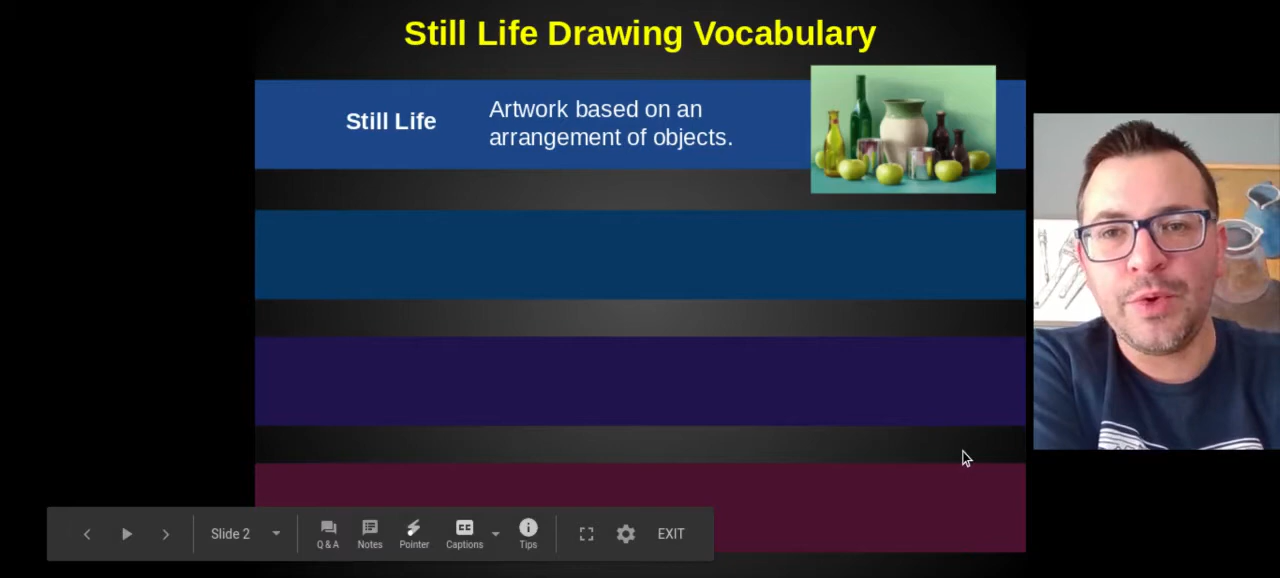 Still Life Drawing Vocabulary
Still Life
Artwork based on an
arrangement of objects.
Slide 2
Q & A
Notes
Pointer
CC
Captions
Tips
EXIT